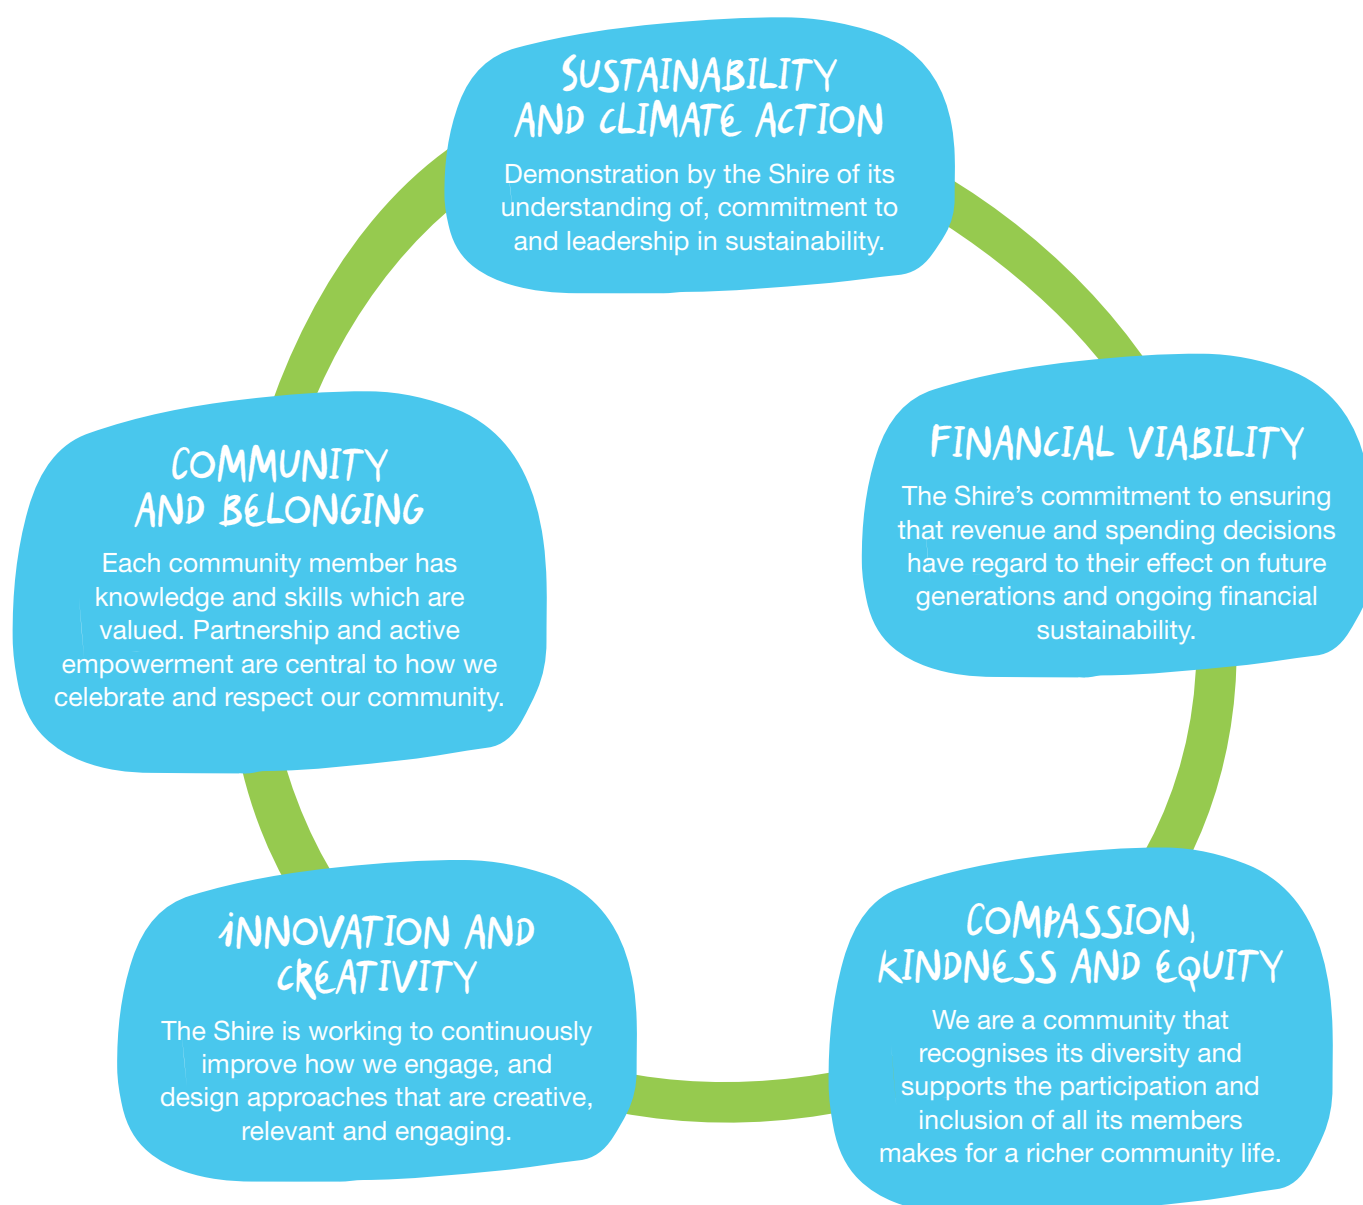 SUSTAINABILITY
AND CLIMATE ACTION
Demonstration by the Shire of its
understanding of, commitment to
and leadership in sustainability.
FINANCIAL VIABILITY
The Shire's commitment to ensuring
that revenue and spending decisions
have regard to their effect on future
generations and ongoing financial
sustainability.
COMMUNITY
AND BELONGING
Each community member has
knowledge and skills which are
valued. Partnership and active
empowerment are central to how we
celebrate and respect our community.
INNOVATION AND
CREATIVITY
The Shire is working to continuously
improve how we engage, and
design approaches that are creative,
relevant and engaging.
COMPASSION,
KINDNESS AND EQUITY
We are a community that
recognises its diversity and
supports the participation and
inclusion of all its members
makes for a richer community life.